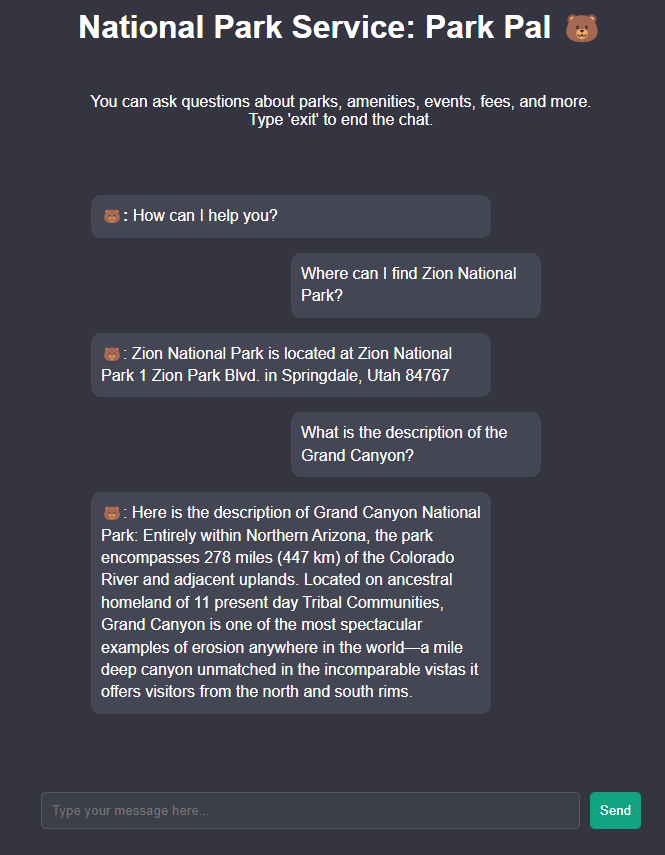 National Park Service: Park Pal 🐻
You can ask questions about parks, amenities, events, fees, and more.
Type 'exit' to end the chat.
🐻: How can I help you?
Where can I find Zion National
Park?
🐻: Zion National Park is located at Zion National
Park 1 Zion Park Blvd. in Springdale, Utah 84767
What is the description of the
Grand Canyon?
🐻: Here is the description of Grand Canyon National
Park: Entirely within Northern Arizona, the park
encompasses 278 miles (447 km) of the Colorado
River and adjacent uplands. Located on ancestral
homeland of 11 present day Tribal Communities,
Grand Canyon is one of the most spectacular
examples of erosion anywhere in the world—a mile
deep canyon unmatched in the incomparable vistas it
offers visitors from the north and south rims.
Type your message here...
Send